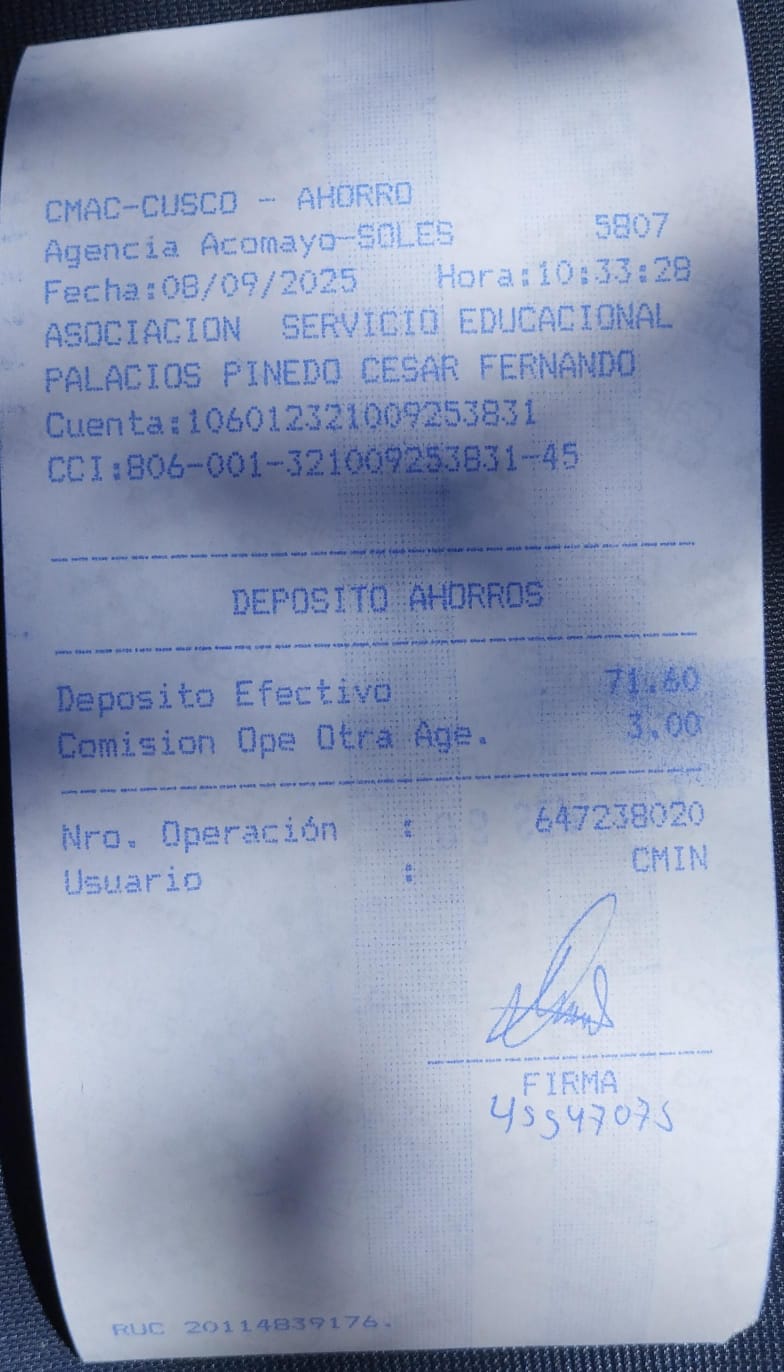 CMAC-CUSCO - AHORRO
Agencia Acomayo-SOLES 5807
Fecha:08/09/2025 Hora:10:33:28
ASOCIACION SERVICIO EDUCACIONAL
PALACIOS PINEDO CESAR FERNANDO
Cuenta:106012321009253831
CCI:806-001-321009253831-45
DEPOSITO AHORROS
Deposito Efectivo 71.60
Comision Ope Otra Age. 3.00
Nro. Operación : 647238020
Usuario : CMIN
FIRMA
45547075
RUC 20114839176.